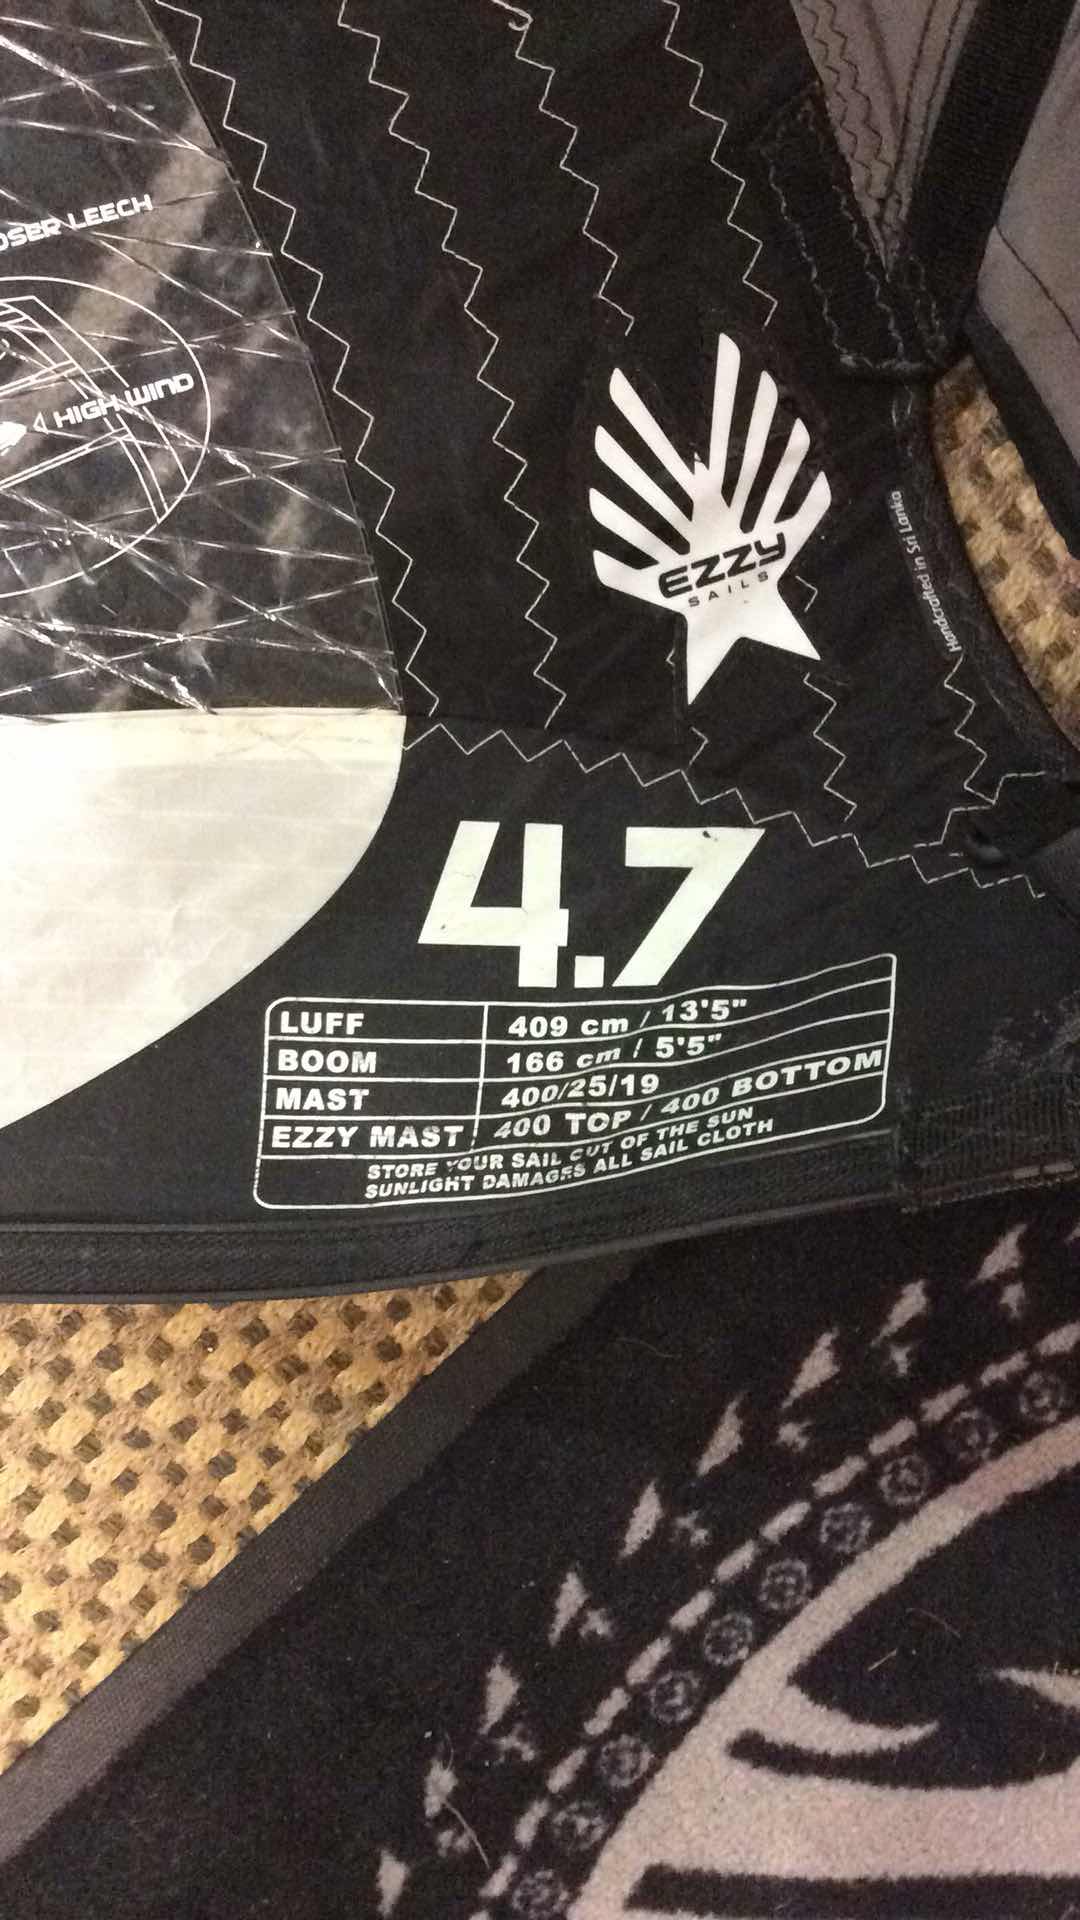 LEECH
HIGH WIND
EZZY
SAILS
Handcrafted in Sri Lanka
4.7
LUFF 409 cm / 13'5"
BOOM 166 cm / 5'5"
MAST 400/25/19
EZZY MAST 400 TOP / 400 BOTTOM
STORE YOUR SAIL OUT OF THE SUN
SUNLIGHT DAMAGES ALL SAIL CLOTH